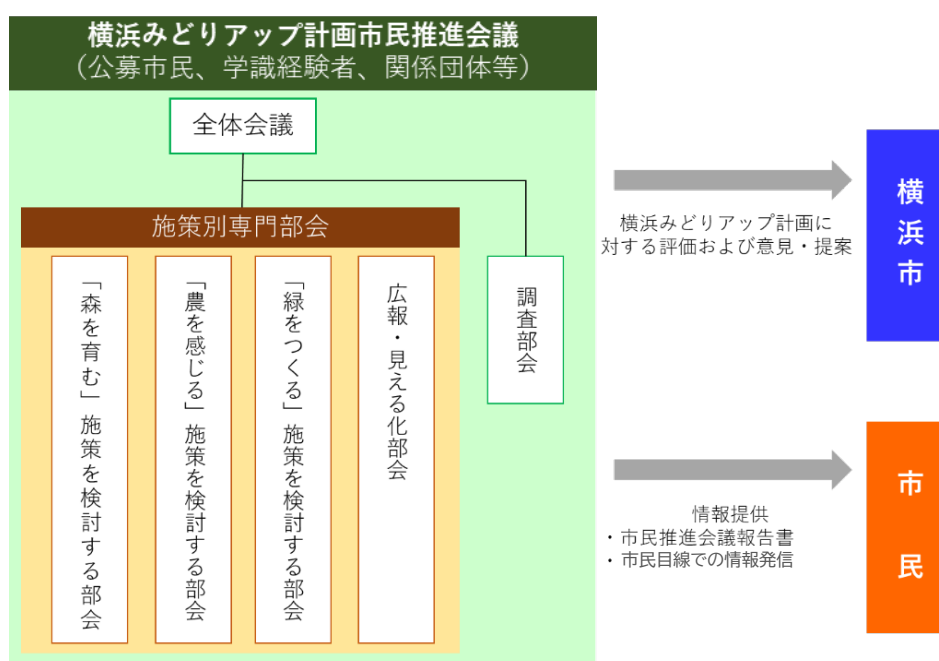 横浜みどりアップ計画市民推進会議
（公募市民、学識経験者、関係団体等）
全体会議
施策別専門部会
「森を育む」施策を検討する部会
「農を感じる」施策を検討する部会
「緑をつくる」施策を検討する部会
広報・見える化部会
調査部会
横浜みどりアップ計画に
対する評価および意見・提案
横浜市
情報提供
・市民推進会議報告書
・市民目線での情報発信
市民